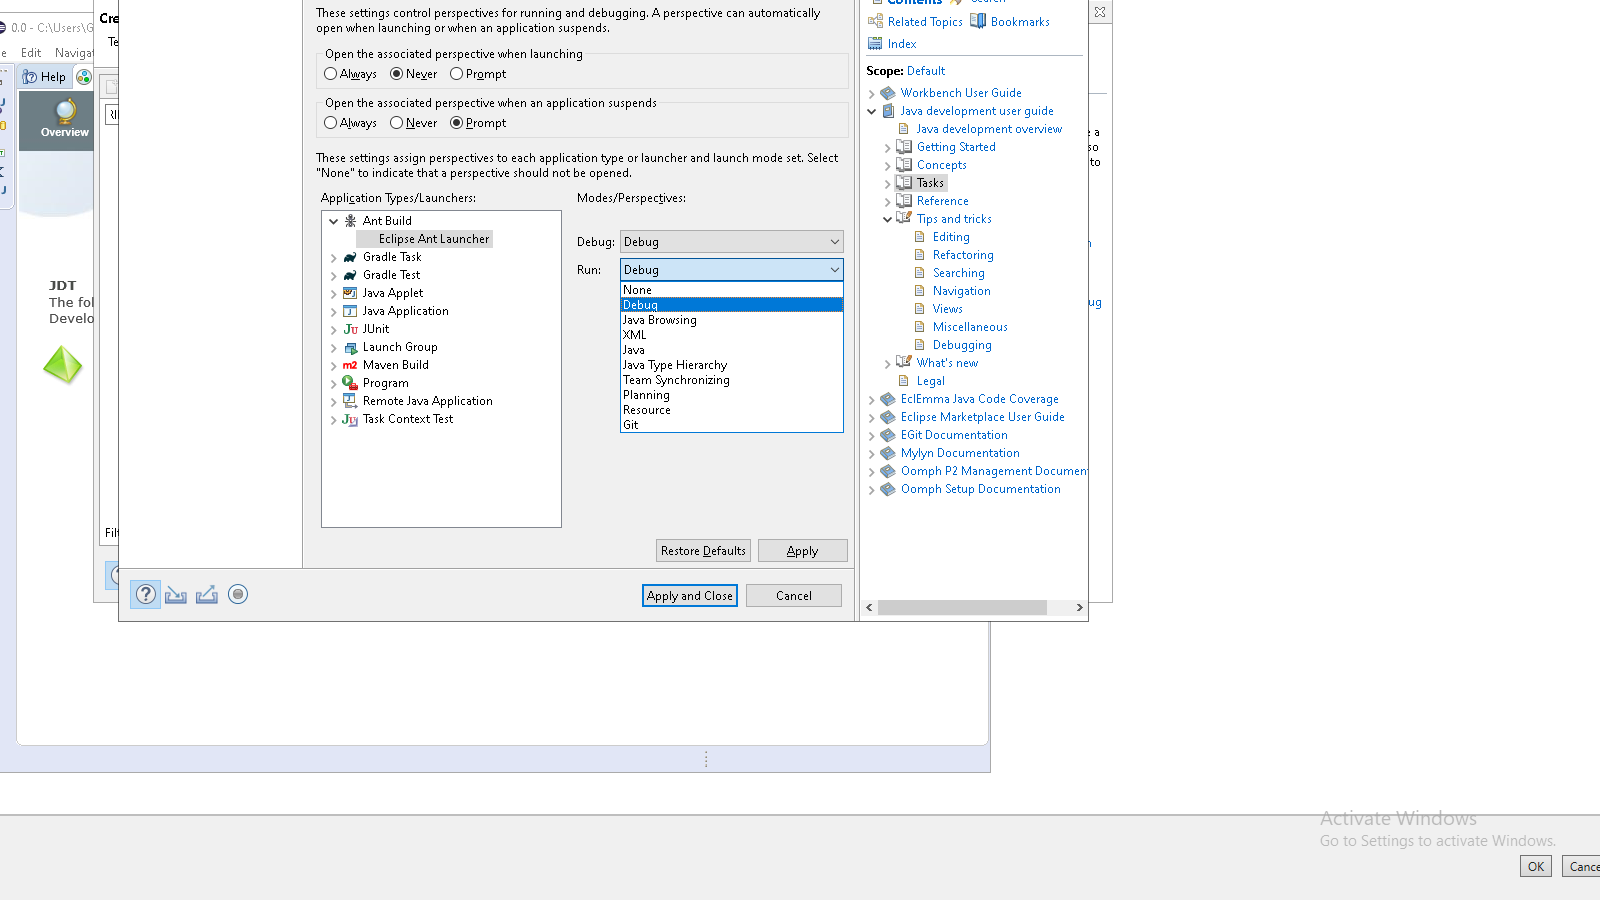 0.0 - C:\Users\G
Edit
Navigat
Help
Overview
JDT
The fol
Develo
Cre
Te
Filt
These settings control perspectives for running and debugging. A perspective can automatically
open when launching or when an application suspends.
Open the associated perspective when launching
Always Never Prompt
Open the associated perspective when an application suspends
Always Never Prompt
These settings assign perspectives to each application type or launcher and launch mode set. Select
"None" to indicate that a perspective should not be opened.
Application Types/Launchers:
Ant Build
Eclipse Ant Launcher
Gradle Task
Gradle Test
Java Applet
Java Application
JUnit
Launch Group
Maven Build
Program
Remote Java Application
Task Context Test
Modes/Perspectives:
Debug: Debug
Run: Debug
None
Debug
Java Browsing
XML
Java
Java Type Hierarchy
Team Synchronizing
Planning
Resource
Git
Restore Defaults
Apply
Apply and Close
Cancel
Contents Search
Related Topics Bookmarks
Index
Scope: Default
Workbench User Guide
Java development user guide
Java development overview
Getting Started
Concepts
Tasks
Reference
Tips and tricks
Editing
Refactoring
Searching
Navigation
Views
Miscellaneous
Debugging
What's new
Legal
EclEmma Java Code Coverage
Eclipse Marketplace User Guide
EGit Documentation
Mylyn Documentation
Oomph P2 Management Documen
Oomph Setup Documentation
e a
so
to
n
ug
Activate Windows
Go to Settings to activate Windows.
OK
Cance